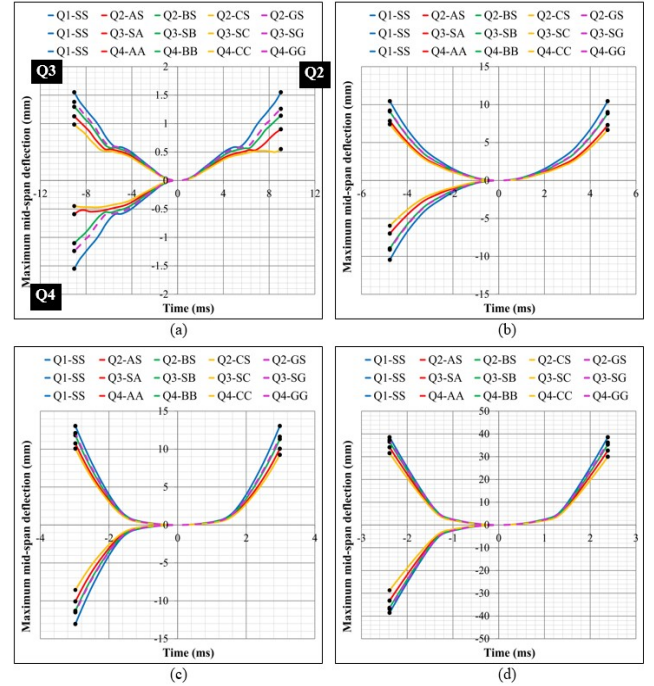 Q1-SS Q2-AS Q2-BS Q2-CS Q2-GS
Q1-SS Q3-SA Q3-SB Q3-SC Q3-SG
Q1-SS Q4-AA Q4-BB Q4-CC Q4-GG
Q3
Q2
Q4
Maximum mid-span deflection (mm)
2
1.5
1
0.5
0
-0.5
-1
-1.5
-2
-12 -8 -4 0 4 8 12
Time (ms)
(a)
Q1-SS Q2-AS Q2-BS Q2-CS Q2-GS
Q1-SS Q3-SA Q3-SB Q3-SC Q3-SG
Q1-SS Q4-AA Q4-BB Q4-CC Q4-GG
Maximum mid-span deflection (mm)
15
10
5
0
-5
-10
-15
-6 -4 -2 0 2 4 6
Time (ms)
(b)
Q1-SS Q2-AS Q2-BS Q2-CS Q2-GS
Q1-SS Q3-SA Q3-SB Q3-SC Q3-SG
Q1-SS Q4-AA Q4-BB Q4-CC Q4-GG
Maximum mid-span deflection (mm)
15
10
5
0
-5
-10
-15
-4 -2 0 2 4
Time (ms)
(c)
Q1-SS Q2-AS Q2-BS Q2-CS Q2-GS
Q1-SS Q3-SA Q3-SB Q3-SC Q3-SG
Q1-SS Q4-AA Q4-BB Q4-CC Q4-GG
Maximum mid-span deflection (mm)
50
40
30
20
10
0
-10
-20
-30
-40
-50
-3 -2 -1 0 1 2 3
Time (ms)
(d)